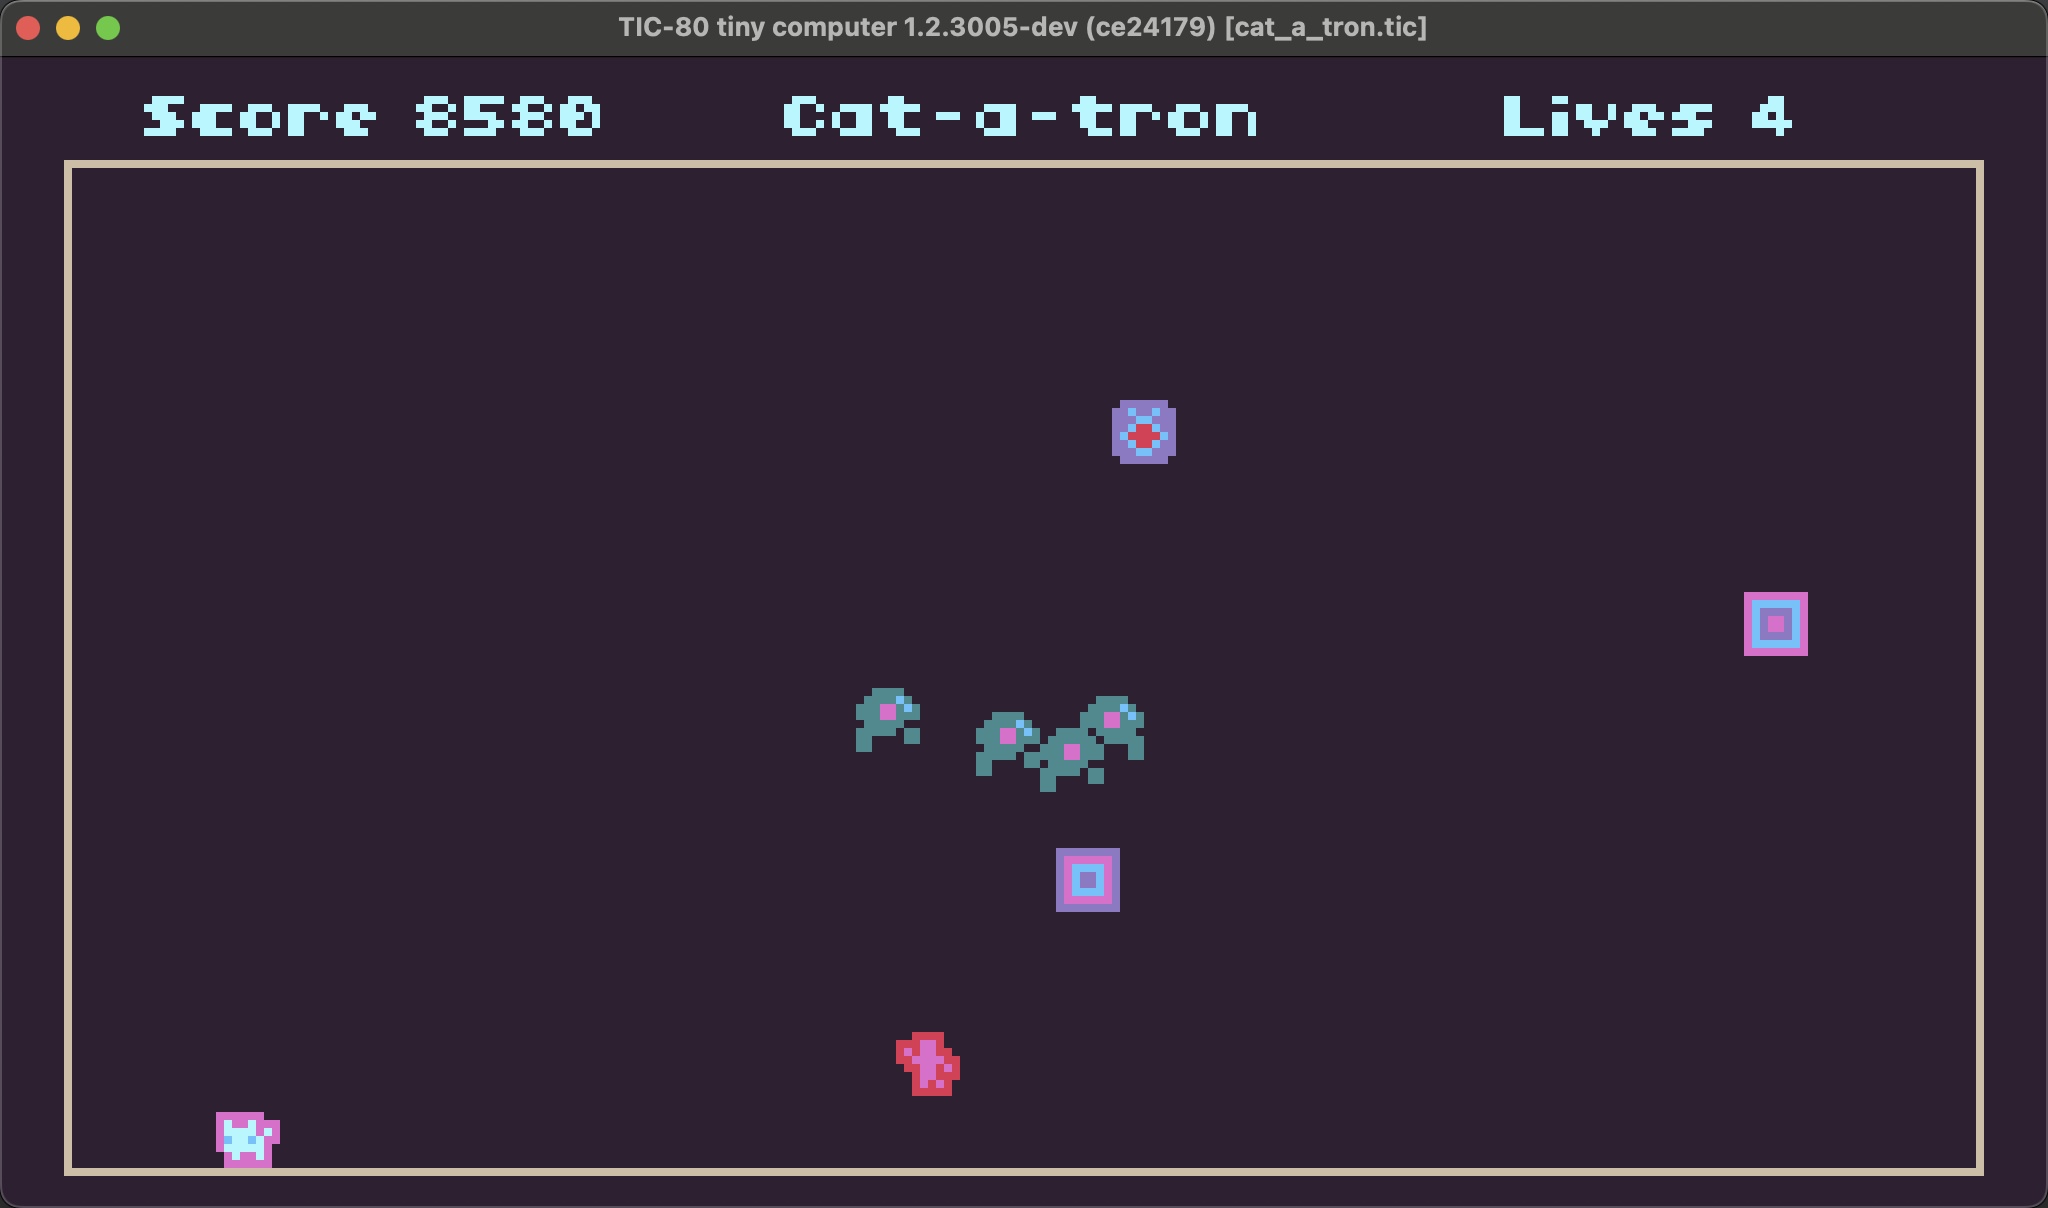 TIC-80 tiny computer 1.2.3005-dev (ce24179) [cat_a_tron.tic]
Score 8580 Cat-a-tron Lives 4